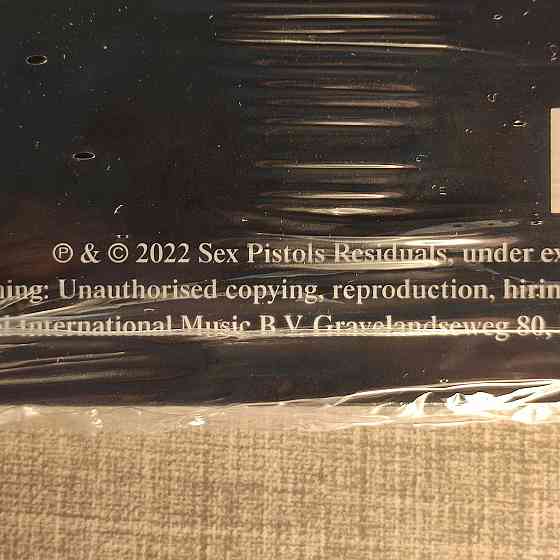 ℗ & © 2022 Sex Pistols Residuals, under ex
ning: Unauthorised copying, reproduction, hirin
l International Music B.V. Gravelandseweg 80,